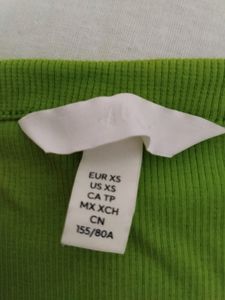 EUR XS
US XS
CA TP
MX XCH
CN
155/80A